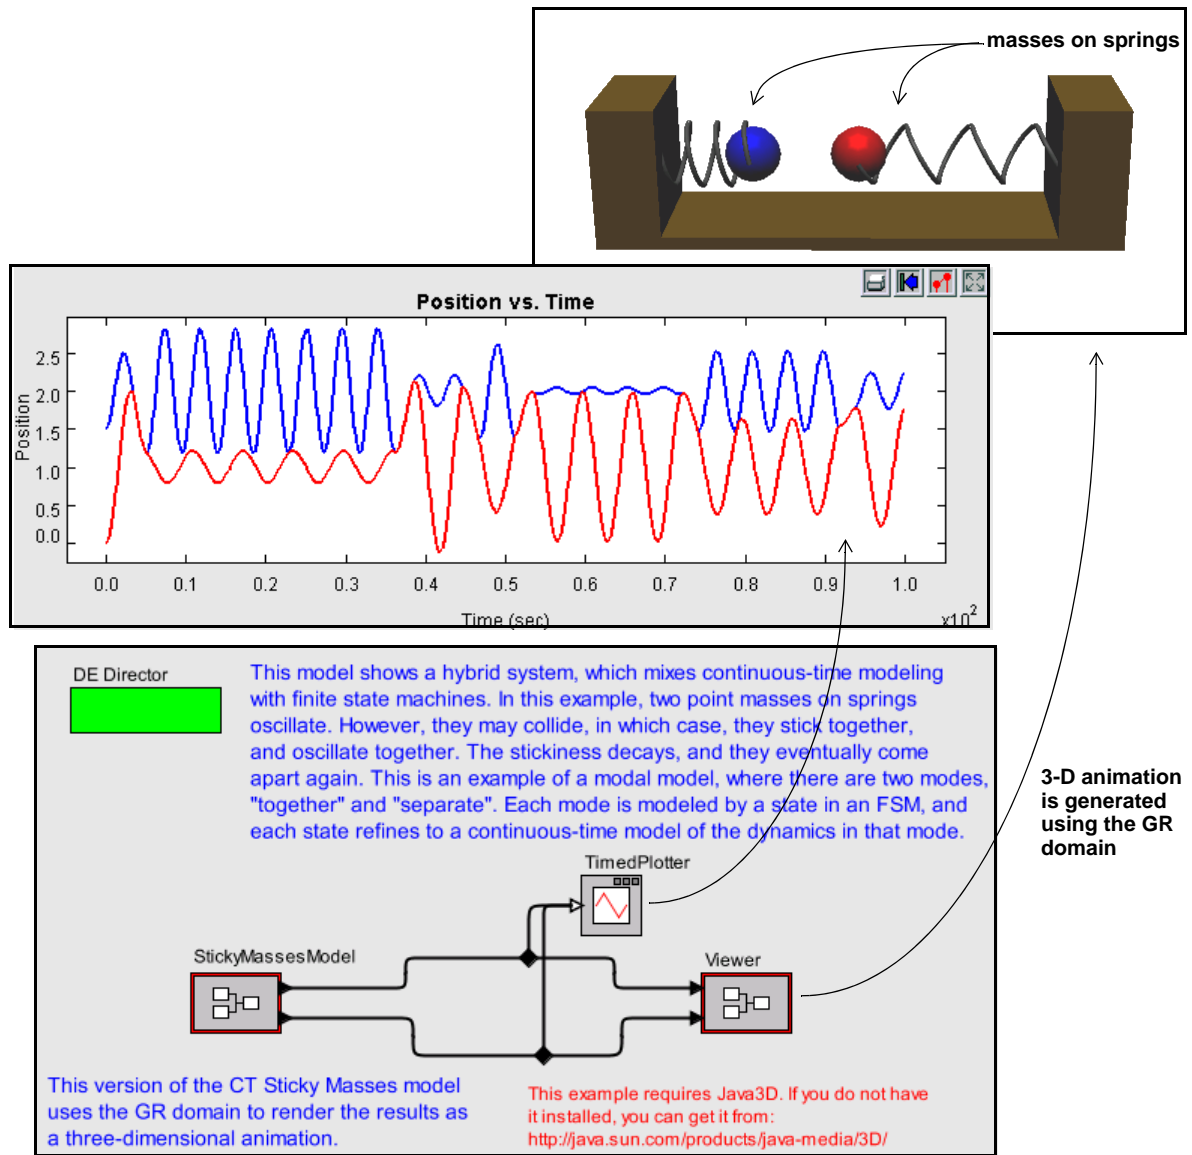 masses on springs
Position vs. Time
Position
2.5
2.0
1.5
1.0
0.5
0.0
0.0 0.1 0.2 0.3 0.4 0.5 0.6 0.7 0.8 0.9 1.0
Time (sec)
x10^2
DE Director
This model shows a hybrid system, which mixes continuous-time modeling
with finite state machines. In this example, two point masses on springs
oscillate. However, they may collide, in which case, they stick together,
and oscillate together. The stickiness decays, and they eventually come
apart again. This is an example of a modal model, where there are two modes,
"together" and "separate". Each mode is modeled by a state in an FSM, and
each state refines to a continuous-time model of the dynamics in that mode.
3-D animation
is generated
using the GR
domain
TimedPlotter
StickyMassesModel
Viewer
This version of the CT Sticky Masses model
uses the GR domain to render the results as
a three-dimensional animation.
This example requires Java3D. If you do not have
it installed, you can get it from:
http://java.sun.com/products/java-media/3D/